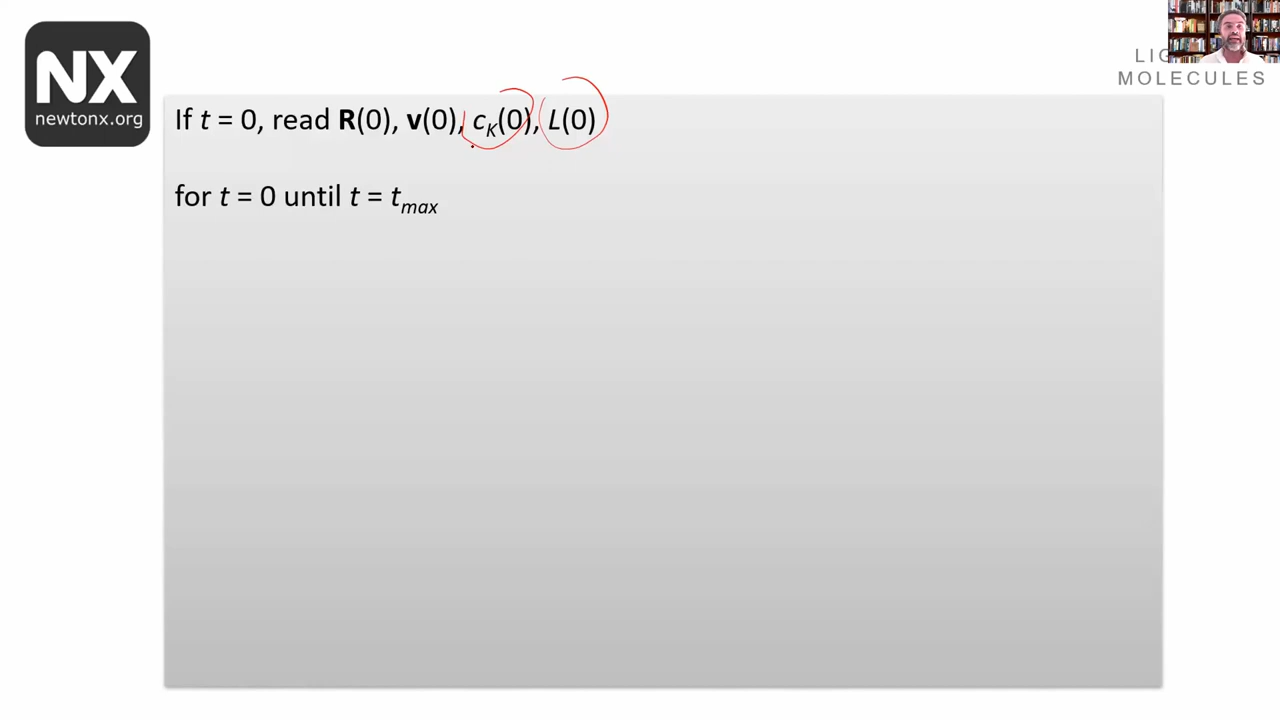 NX
newtonx.org
MOLECULES
If t = 0, read R(0), v(0), cK(0), L(0)
for t = 0 until t = tmax